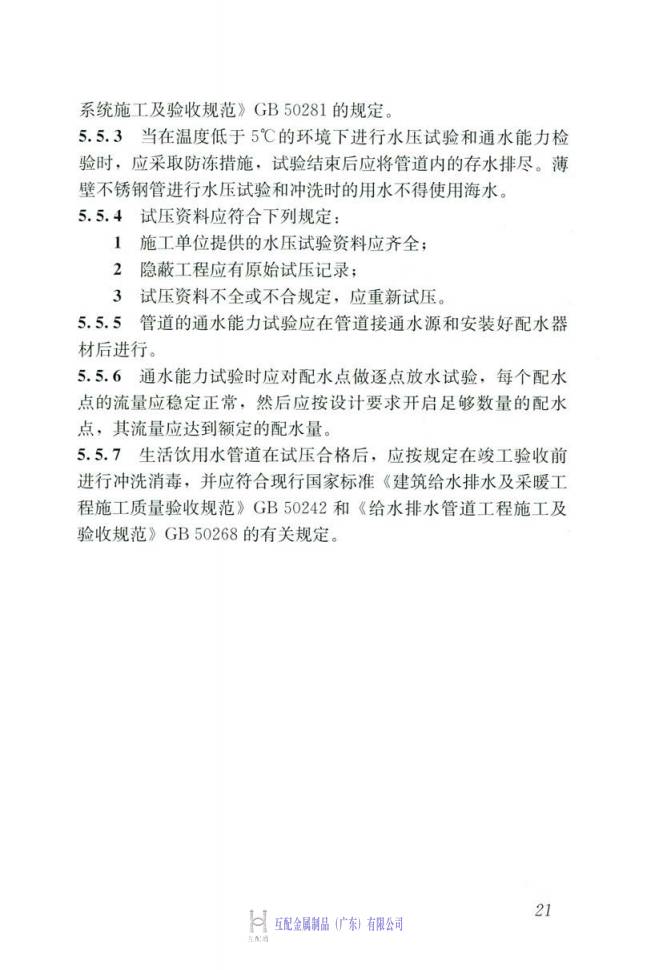 系统施工及验收规范》GB 50281 的规定。
5.5.3 当在温度低于 5℃的环境下进行水压试验和通水能力检
验时，应采取防冻措施，试验结束后应将管道内的存水排尽。薄
壁不锈钢管进行水压试验和冲洗时的用水不得使用海水。
5.5.4 试压资料应符合下列规定：
1 施工单位提供的水压试验资料应齐全；
2 隐蔽工程应有原始试压记录；
3 试压资料不全或不合规定，应重新试压。
5.5.5 管道的通水能力试验应在管道接通水源和安装好配水器
材后进行。
5.5.6 通水能力试验时应对配水点做逐点放水试验，每个配水
点的流量应稳定正常，然后应按设计要求开启足够数量的配水
点，其流量应达到额定的配水量。
5.5.7 生活饮用水管道在试压合格后，应按规定在竣工验收前
进行冲洗消毒，并应符合现行国家标准《建筑给水排水及采暖工
程施工质量验收规范》GB 50242 和《给水排水管道工程施工及
验收规范》GB 50268 的有关规定。
21
互配通
互配金属制品（广东）有限公司